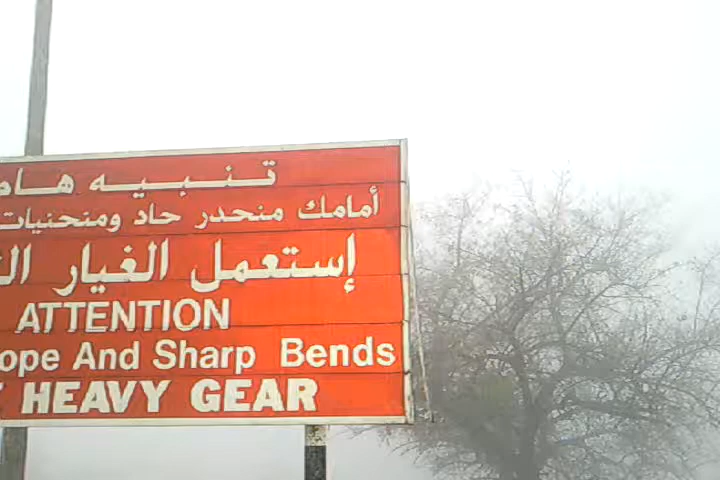 تنبيه هام
أمامك منحدر حاد ومنحنيات
إستعمل الغيار
ATTENTION
And Sharp Bends
HEAVY GEAR